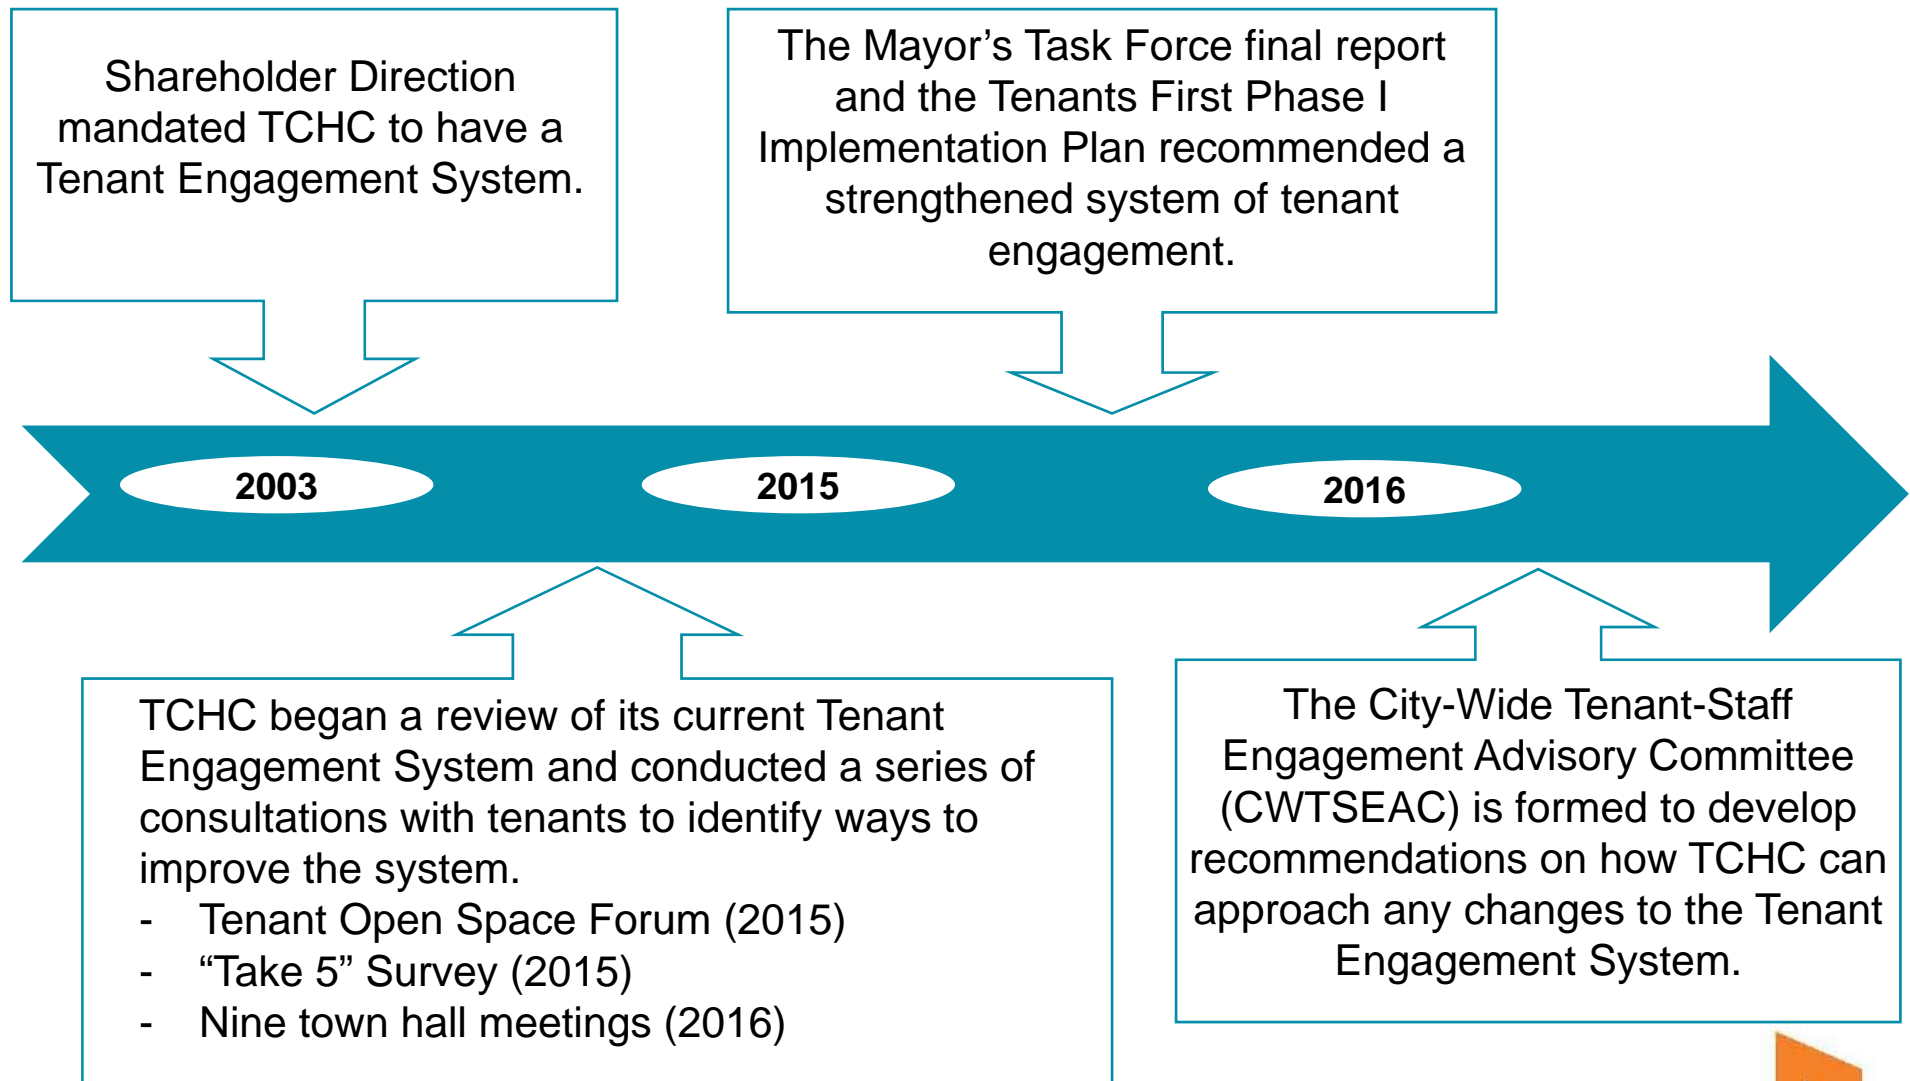 Shareholder Direction
mandated TCHC to have a
Tenant Engagement System.
The Mayor’s Task Force final report
and the Tenants First Phase I
Implementation Plan recommended a
strengthened system of tenant
engagement.
2003
2015
2016
TCHC began a review of its current Tenant
Engagement System and conducted a series of
consultations with tenants to identify ways to
improve the system.
- Tenant Open Space Forum (2015)
- “Take 5” Survey (2015)
- Nine town hall meetings (2016)
The City-Wide Tenant-Staff
Engagement Advisory Committee
(CWTSEAC) is formed to develop
recommendations on how TCHC can
approach any changes to the Tenant
Engagement System.